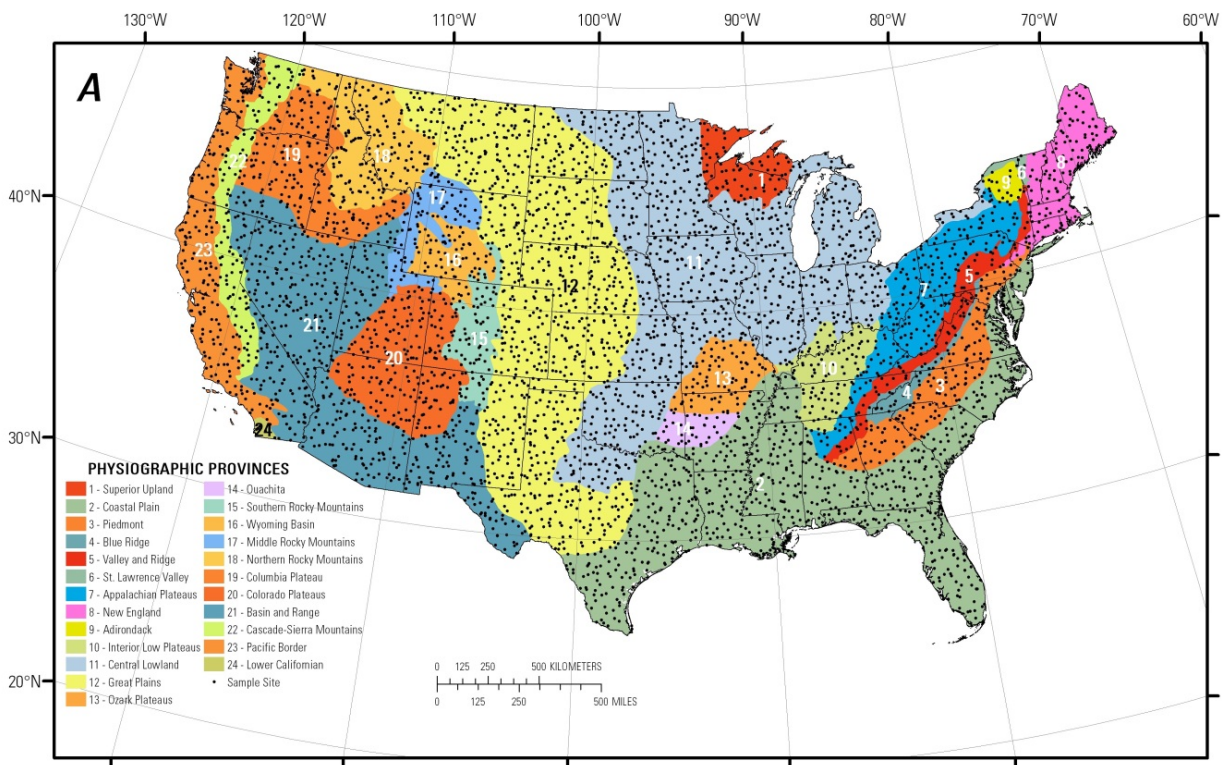 130°W 120°W 110°W 100°W 90°W 80°W 70°W 60°W
A
40°N
30°N
20°N
22
19
18
17
16
23
21
20
15
12
11
1
13
14
10
2
7
5
4
3
9
6
8
24
PHYSIOGRAPHIC PROVINCES
1 - Superior Upland
2 - Coastal Plain
3 - Piedmont
4 - Blue Ridge
5 - Valley and Ridge
6 - St. Lawrence Valley
7 - Appalachian Plateaus
8 - New England
9 - Adirondack
10 - Interior Low Plateaus
11 - Central Lowland
12 - Great Plains
13 - Ozark Plateaus
14 - Ouachita
15 - Southern Rocky Mountains
16 - Wyoming Basin
17 - Middle Rocky Mountains
18 - Northern Rocky Mountains
19 - Columbia Plateau
20 - Colorado Plateaus
21 - Basin and Range
22 - Cascade-Sierra Mountains
23 - Pacific Border
24 - Lower Californian
Sample Site
0 125 250 500 KILOMETERS
0 125 250 500 MILES